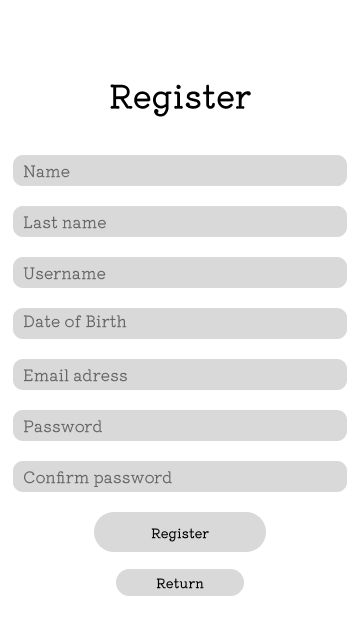 Register
Name
Last name
Username
Date of Birth
Email adress
Password
Confirm password
Register
Return